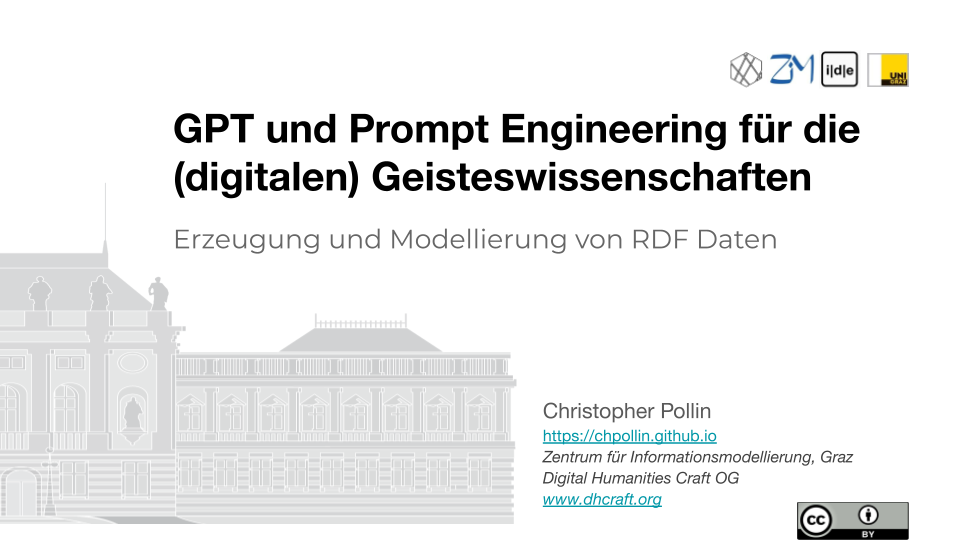 ZIM
i|d|e
UNI
GRAZ
GPT und Prompt Engineering für die
(digitalen) Geisteswissenschaften
Erzeugung und Modellierung von RDF Daten
Christopher Pollin
https://chpollin.github.io
Zentrum für Informationsmodellierung, Graz
Digital Humanities Craft OG
www.dhcraft.org
cc
BY